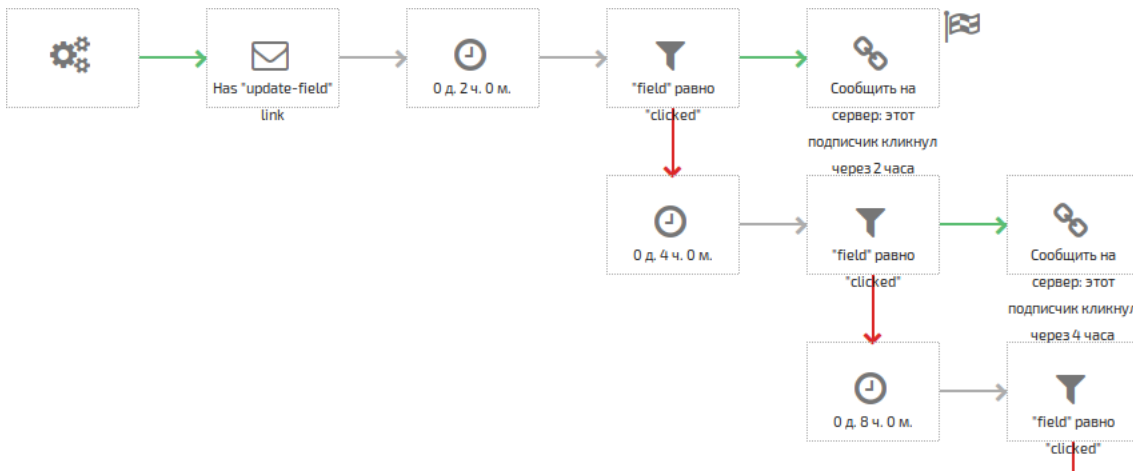 Has "update-field"
link
0 д. 2 ч. 0 м.
"field" равно
"clicked"
Сообщить на
сервер: этот
подписчик кликнул
через 2 часа
0 д. 4 ч. 0 м.
"field" равно
"clicked"
Сообщить на
сервер: этот
подписчик кликнул
через 4 часа
0 д. 8 ч. 0 м.
"field" равно
"clicked"